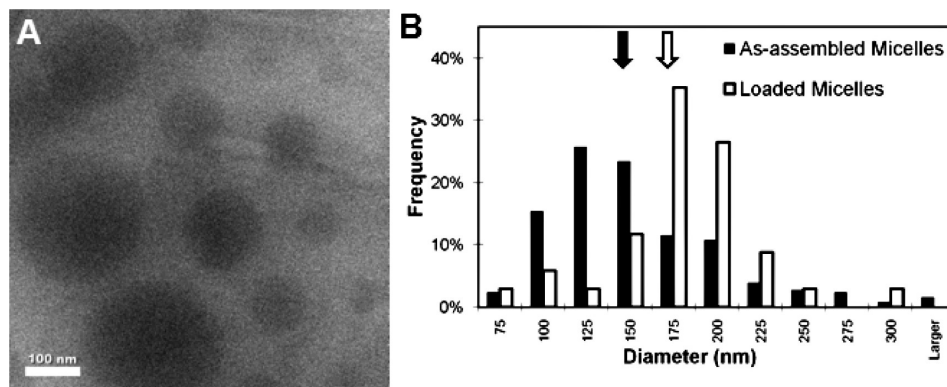 A
100 nm
B
As-assembled Micelles
Loaded Micelles
Frequency
40%
30%
20%
10%
0%
75
100
125
150
175
200
225
250
275
300
Larger
Diameter (nm)